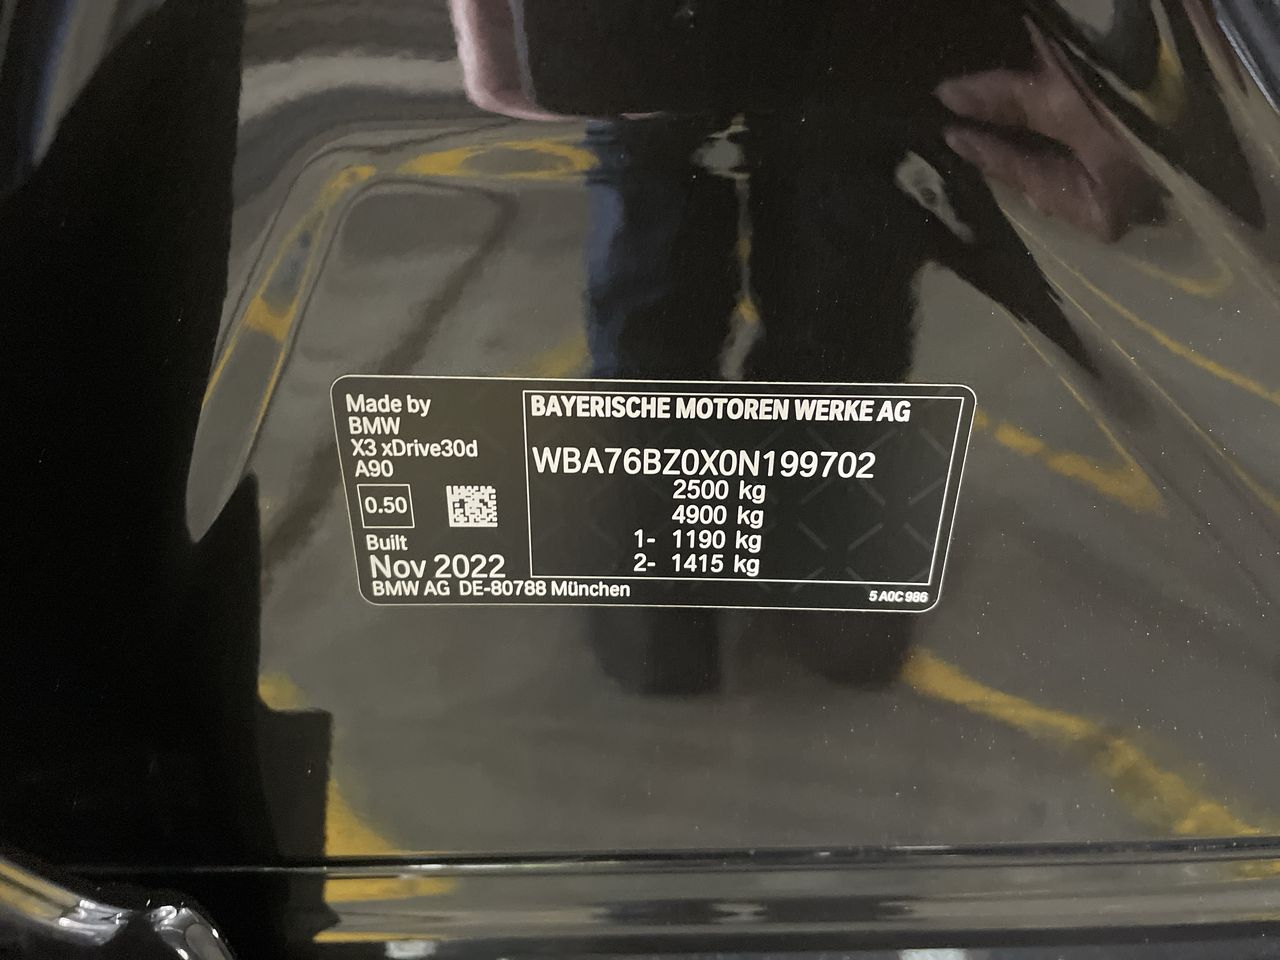 Made by
BMW
X3 xDrive30d
A90
0.50
Built
Nov 2022
BMW AG DE-80788 München
BAYERISCHE MOTOREN WERKE AG
WBA76BZ0X0N199702
2500 kg
4900 kg
1- 1190 kg
2- 1415 kg
5 A0C 986